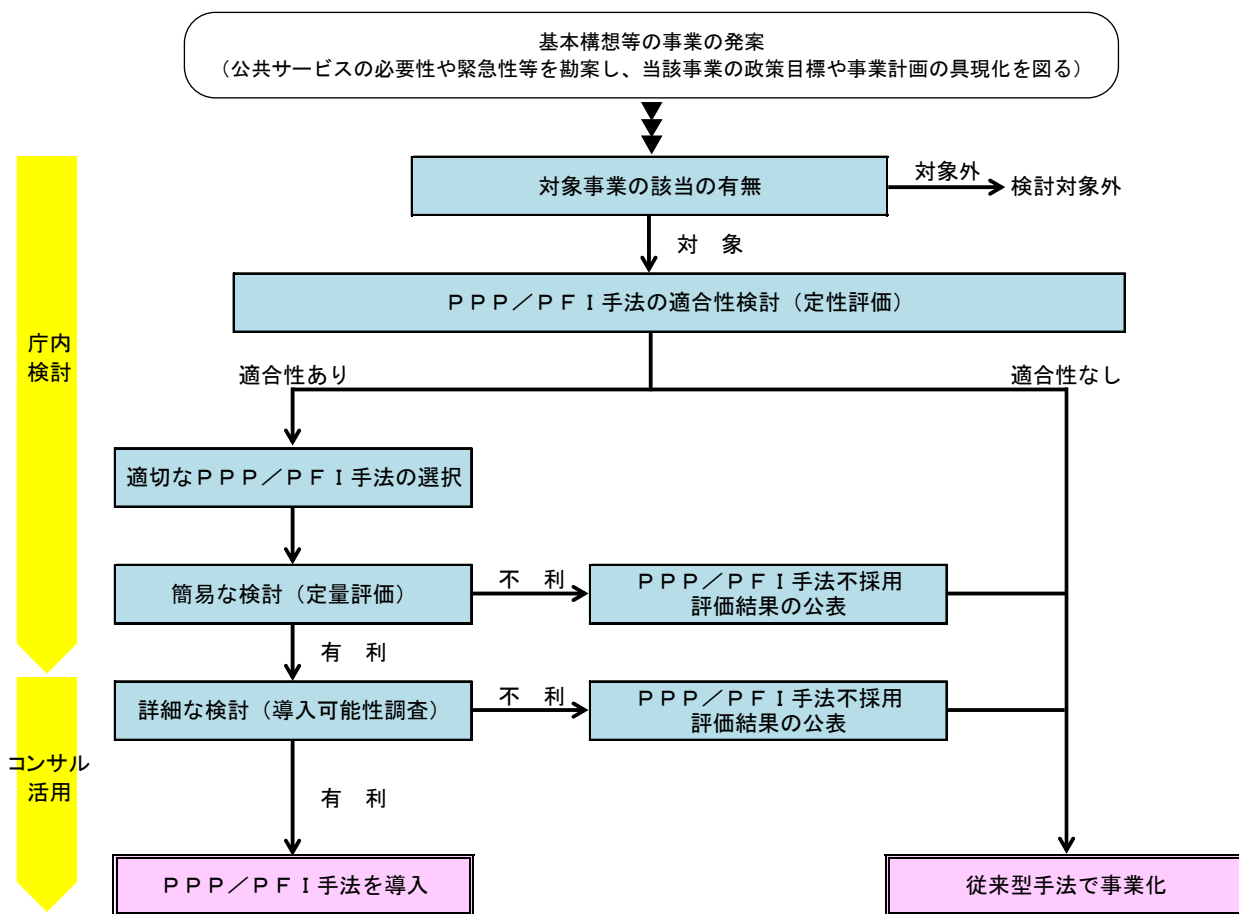 基本構想等の事業の発案
（公共サービスの必要性や緊急性等を勘案し、当該事業の政策目標や事業計画の具現化を図る）
対象事業の該当の有無
対象外
検討対象外
対　象
ＰＰＰ／ＰＦＩ手法の適合性検討（定性評価）
庁内
検討
適合性あり
適合性なし
適切なＰＰＰ／ＰＦＩ手法の選択
簡易な検討（定量評価）
不　利
ＰＰＰ／ＰＦＩ手法不採用
評価結果の公表
有　利
詳細な検討（導入可能性調査）
不　利
ＰＰＰ／ＰＦＩ手法不採用
評価結果の公表
コンサル
活用
有　利
ＰＰＰ／ＰＦＩ手法を導入
従来型手法で事業化